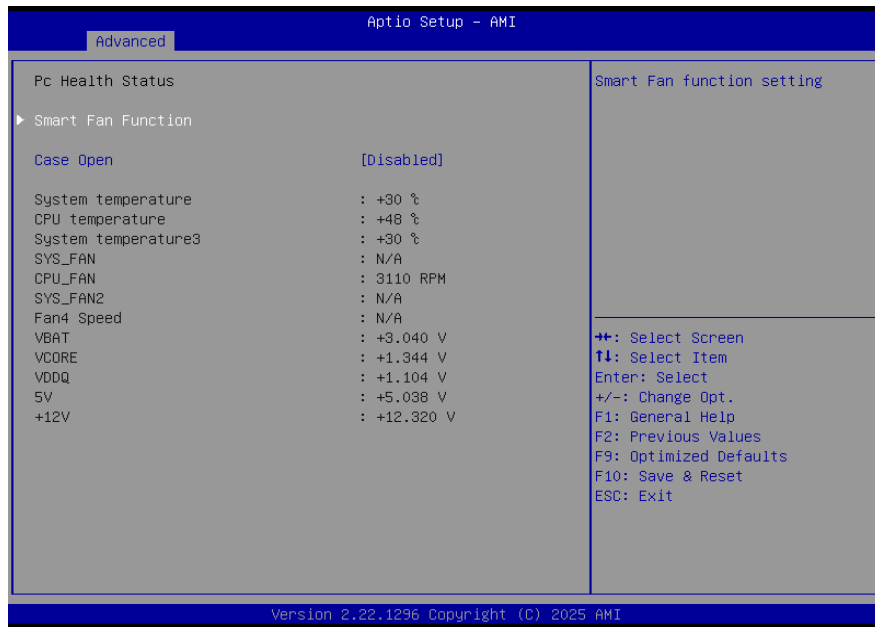 Aptio Setup - AMI
Advanced
Pc Health Status
▶ Smart Fan Function
Case Open [Disabled]
System temperature : +30 ℃
CPU temperature : +48 ℃
System temperature3 : +30 ℃
SYS_FAN : N/A
CPU_FAN : 3110 RPM
SYS_FAN2 : N/A
Fan4 Speed : N/A
VBAT : +3.040 V
VCORE : +1.344 V
VDDQ : +1.104 V
5V : +5.038 V
+12V : +12.320 V
Smart Fan function setting
→←: Select Screen
↑↓: Select Item
Enter: Select
+/-: Change Opt.
F1: General Help
F2: Previous Values
F9: Optimized Defaults
F10: Save & Reset
ESC: Exit
Version 2.22.1296 Copyright (C) 2025 AMI